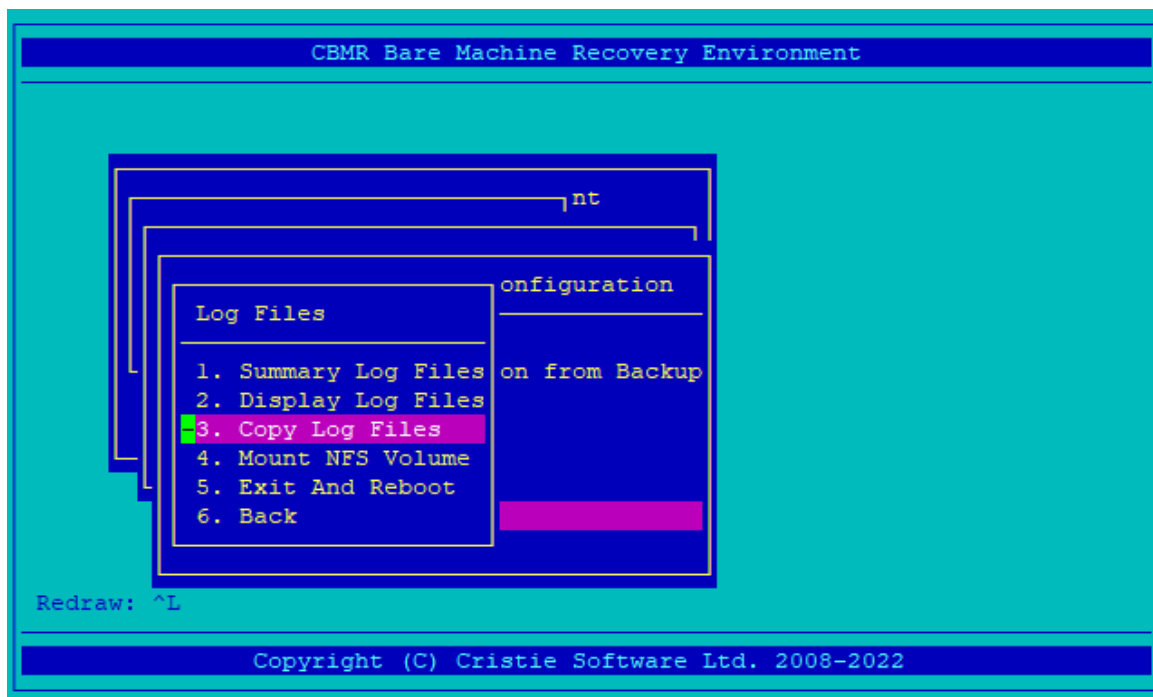 CBMR Bare Machine Recovery Environment
nt
onfiguration
Log Files
1. Summary Log Files on from Backup
2. Display Log Files
-3. Copy Log Files
4. Mount NFS Volume
5. Exit And Reboot
6. Back
Redraw: ^L
Copyright (C) Cristie Software Ltd. 2008-2022